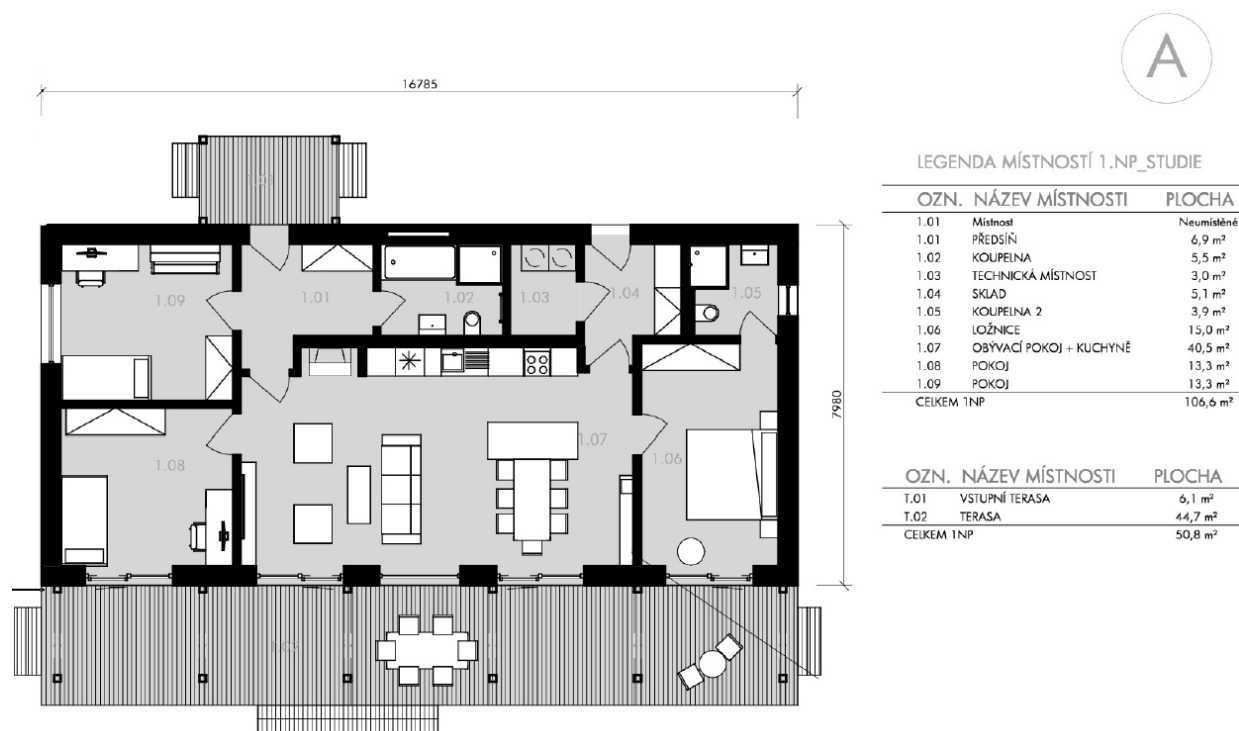 A
16785
LEGENDA MÍSTNOSTÍ 1.NP_STUDIE
OZN. NÁZEV MÍSTNOSTI PLOCHA
1.01 Místnost Neumístěné
1.01 PŘEDSÍŇ 6,9 m²
1.02 KOUPELNA 5,5 m²
1.03 TECHNICKÁ MÍSTNOST 3,0 m²
1.04 SKLAD 5,1 m²
1.05 KOUPELNA 2 3,9 m²
1.06 LOŽNICE 15,0 m²
1.07 OBÝVACÍ POKOJ + KUCHYNĚ 40,5 m²
1.08 POKOJ 13,3 m²
1.09 POKOJ 13,3 m²
CELKEM 1NP 106,6 m²
OZN. NÁZEV MÍSTNOSTI PLOCHA
T.01 VSTUPNÍ TERASA 6,1 m²
T.02 TERASA 44,7 m²
CELKEM 1NP 50,8 m²
1.09
1.01
1.02
1.03
1.04
1.05
1.08
1.07
1.06
7980